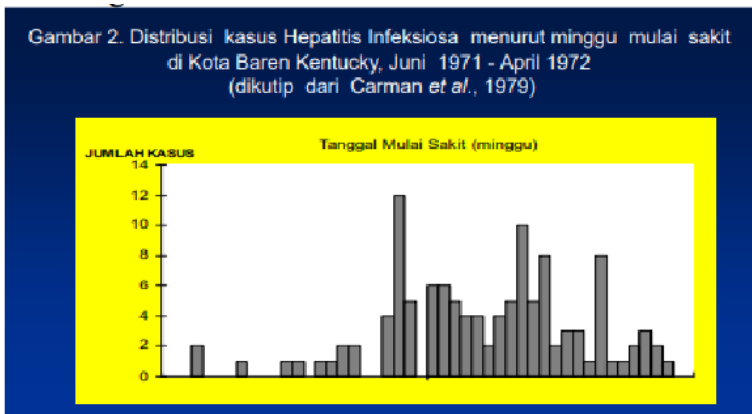 Gambar 2. Distribusi kasus Hepatitis Infeksiosa menurut minggu mulai sakit
di Kota Baren Kentucky, Juni 1971 - April 1972
(dikutip dari Carman et al., 1979)
Tanggal Mulai Sakit (minggu)
JUMLAH KASUS
14
12
10
8
6
4
2
0